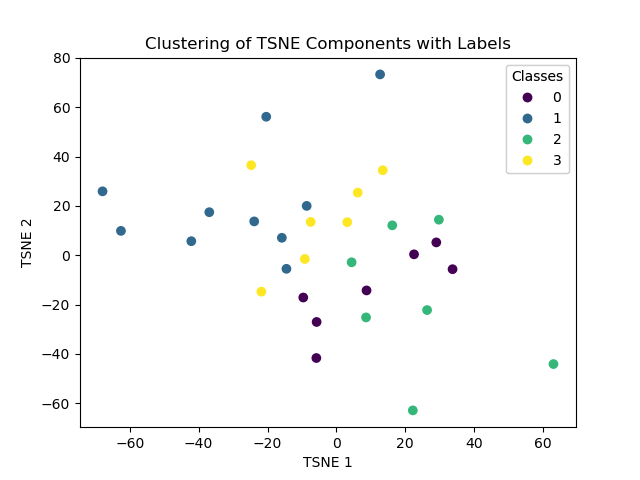 Clustering of TSNE Components with Labels
80
60
40
20
0
−20
−40
−60
TSNE 2
Classes
0
1
2
3
−60 −40 −20 0 20 40 60
TSNE 1